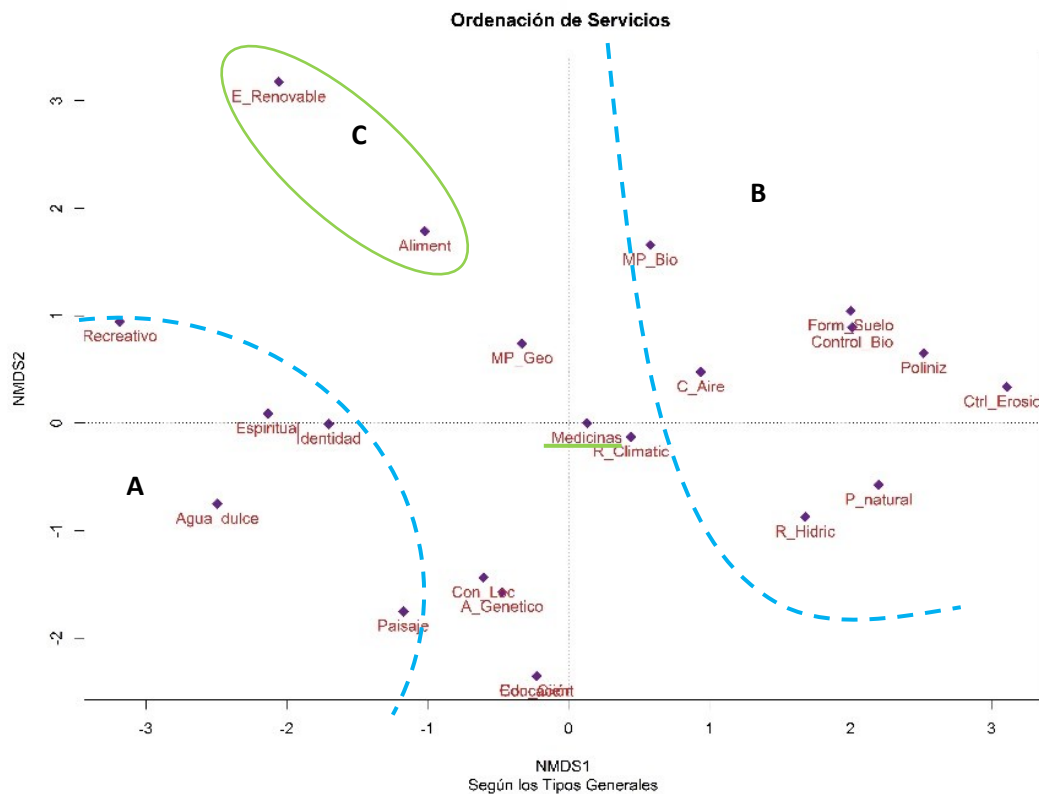 Ordenación de Servicios
3
E_Renovable
C
B
2
Aliment
MP_Bio
1
Recreativo
Form_Suelo
Control_Bio
MP_Geo
Poliniz
C_Aire
Ctrl_Erosic
NMDS2
0
Espiritual
Identidad
Medicinas
R_Climatic
A
P_natural
-1
Agua_dulce
R_Hidric
Con_Loc
A_Genetico
Paisaje
-2
-3 -2 -1 0 1 2 3
NMDS1
Según los Tipos Generales